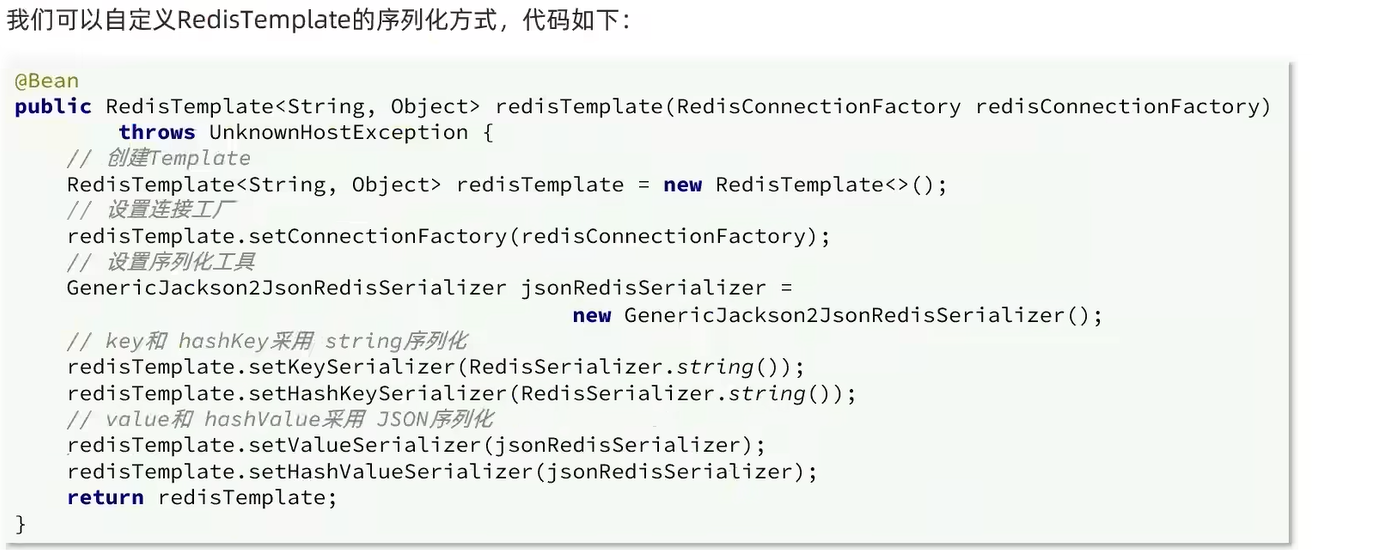 我们可以自定义RedisTemplate的序列化方式，代码如下：
@Bean
public RedisTemplate<String, Object> redisTemplate(RedisConnectionFactory redisConnectionFactory)
        throws UnknownHostException {
    // 创建Template
    RedisTemplate<String, Object> redisTemplate = new RedisTemplate<>();
    // 设置连接工厂
    redisTemplate.setConnectionFactory(redisConnectionFactory);
    // 设置序列化工具
    GenericJackson2JsonRedisSerializer jsonRedisSerializer =
                                           new GenericJackson2JsonRedisSerializer();
    // key和 hashKey采用 string序列化
    redisTemplate.setKeySerializer(RedisSerializer.string());
    redisTemplate.setHashKeySerializer(RedisSerializer.string());
    // value和 hashValue采用 JSON序列化
    redisTemplate.setValueSerializer(jsonRedisSerializer);
    redisTemplate.setHashValueSerializer(jsonRedisSerializer);
    return redisTemplate;
}